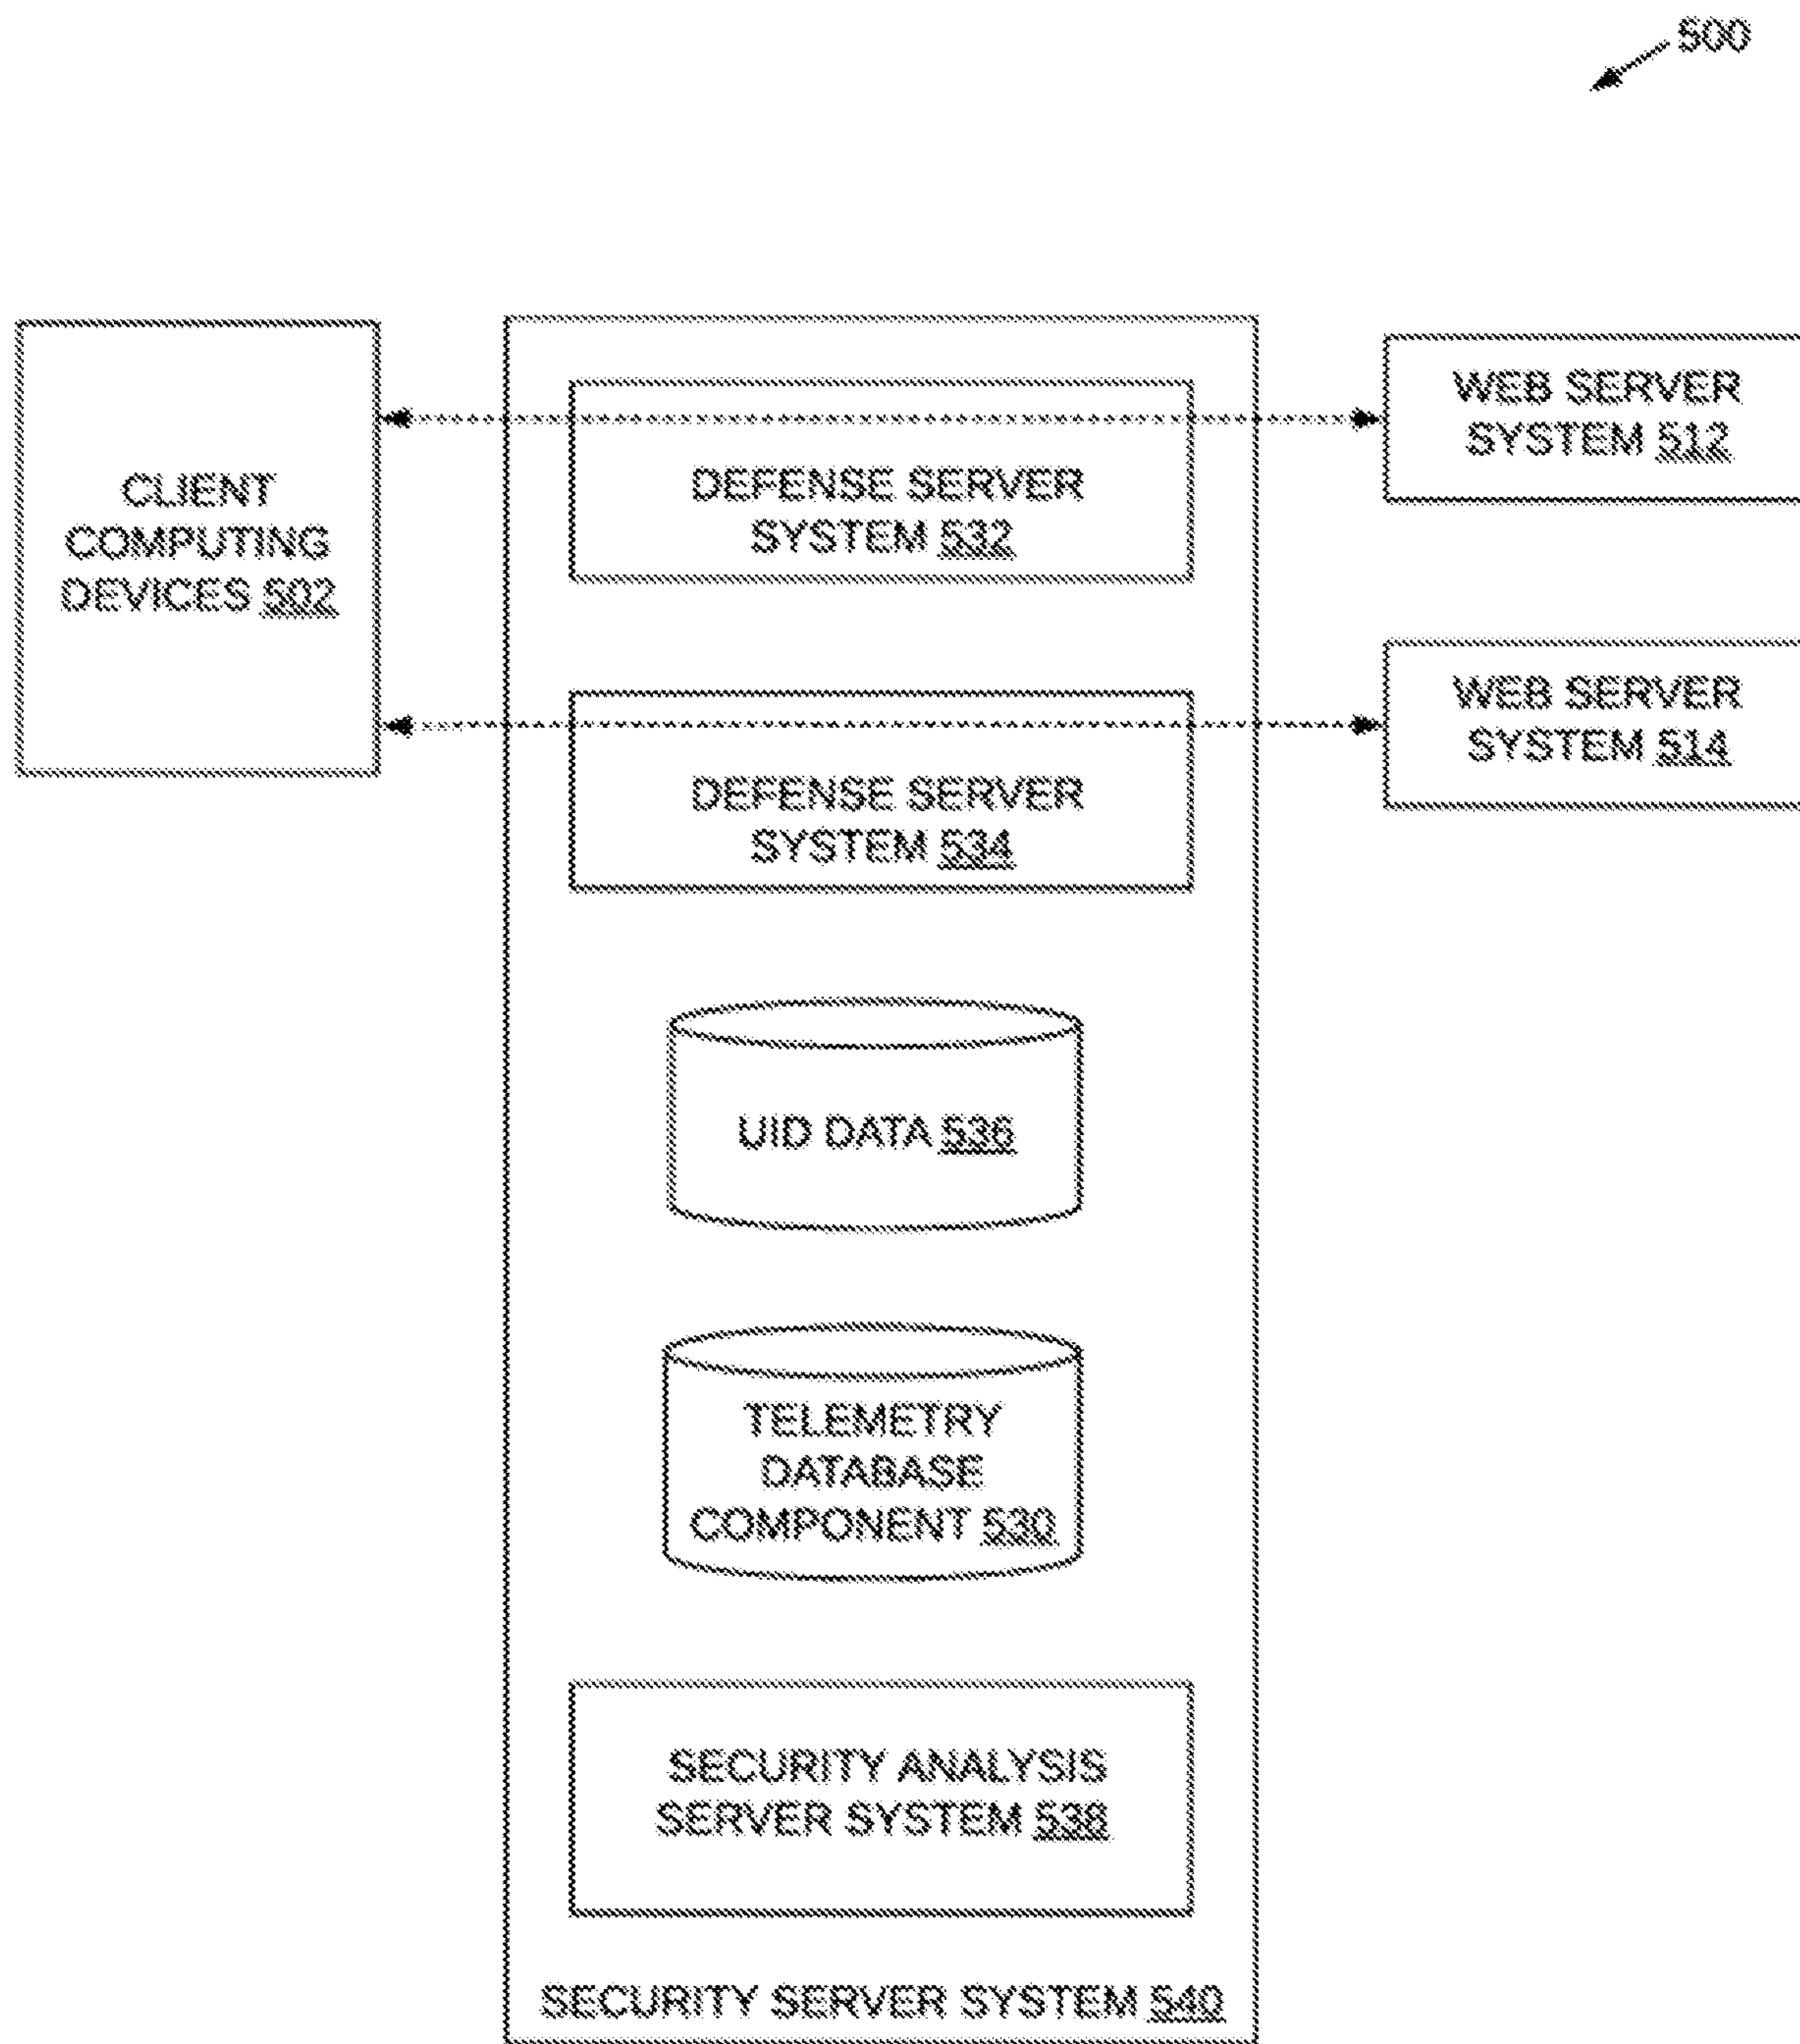 500
CLIENT
COMPUTING
DEVICES 502
DEFENSE SERVER
SYSTEM 532
WEB SERVER
SYSTEM 512
DEFENSE SERVER
SYSTEM 534
WEB SERVER
SYSTEM 514
UID DATA 536
TELEMETRY
DATABASE
COMPONENT 530
SECURITY ANALYSIS
SERVER SYSTEM 538
SECURITY SERVER SYSTEM 540